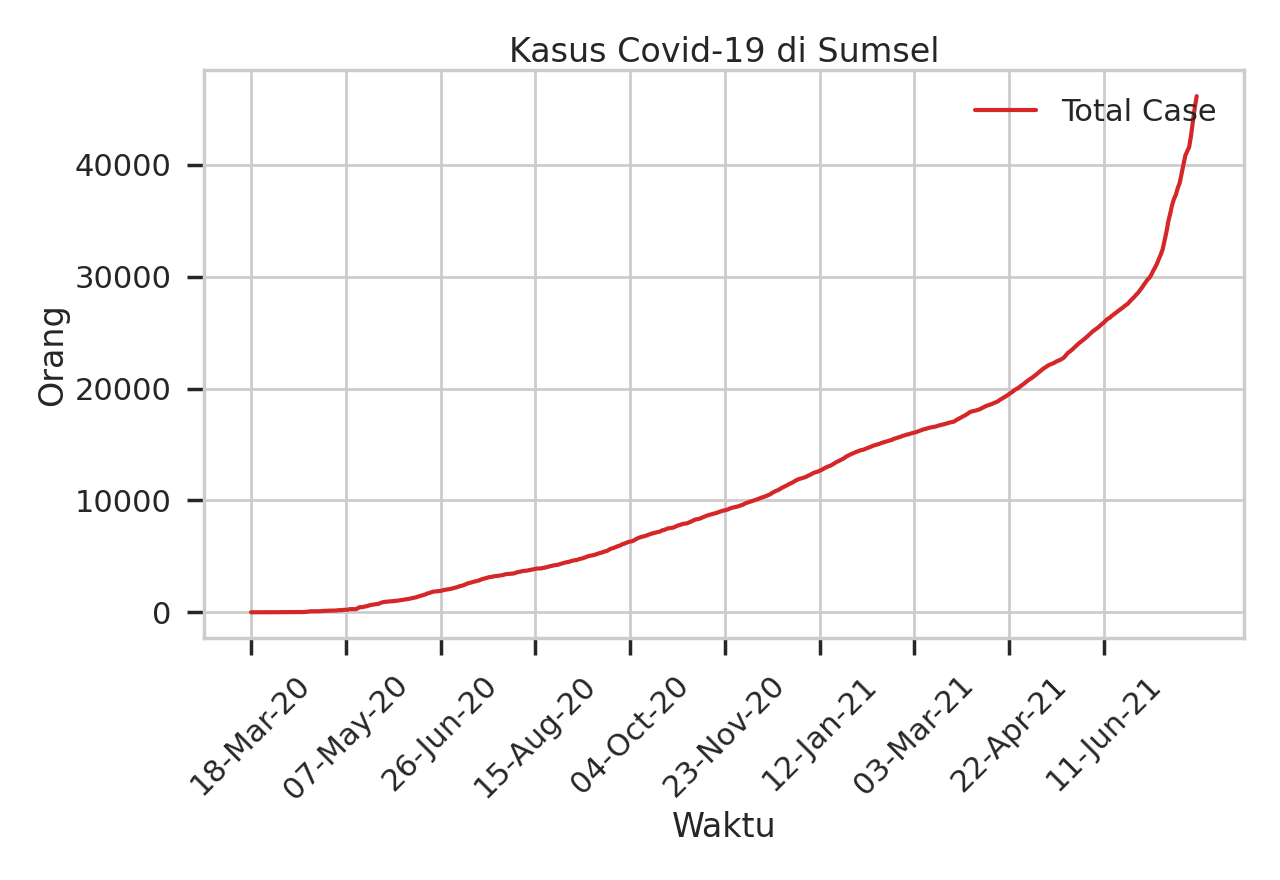 Kasus Covid-19 di Sumsel
Total Case
Orang
40000
30000
20000
10000
0
18-Mar-20
07-May-20
26-Jun-20
15-Aug-20
04-Oct-20
23-Nov-20
12-Jan-21
03-Mar-21
22-Apr-21
11-Jun-21
Waktu